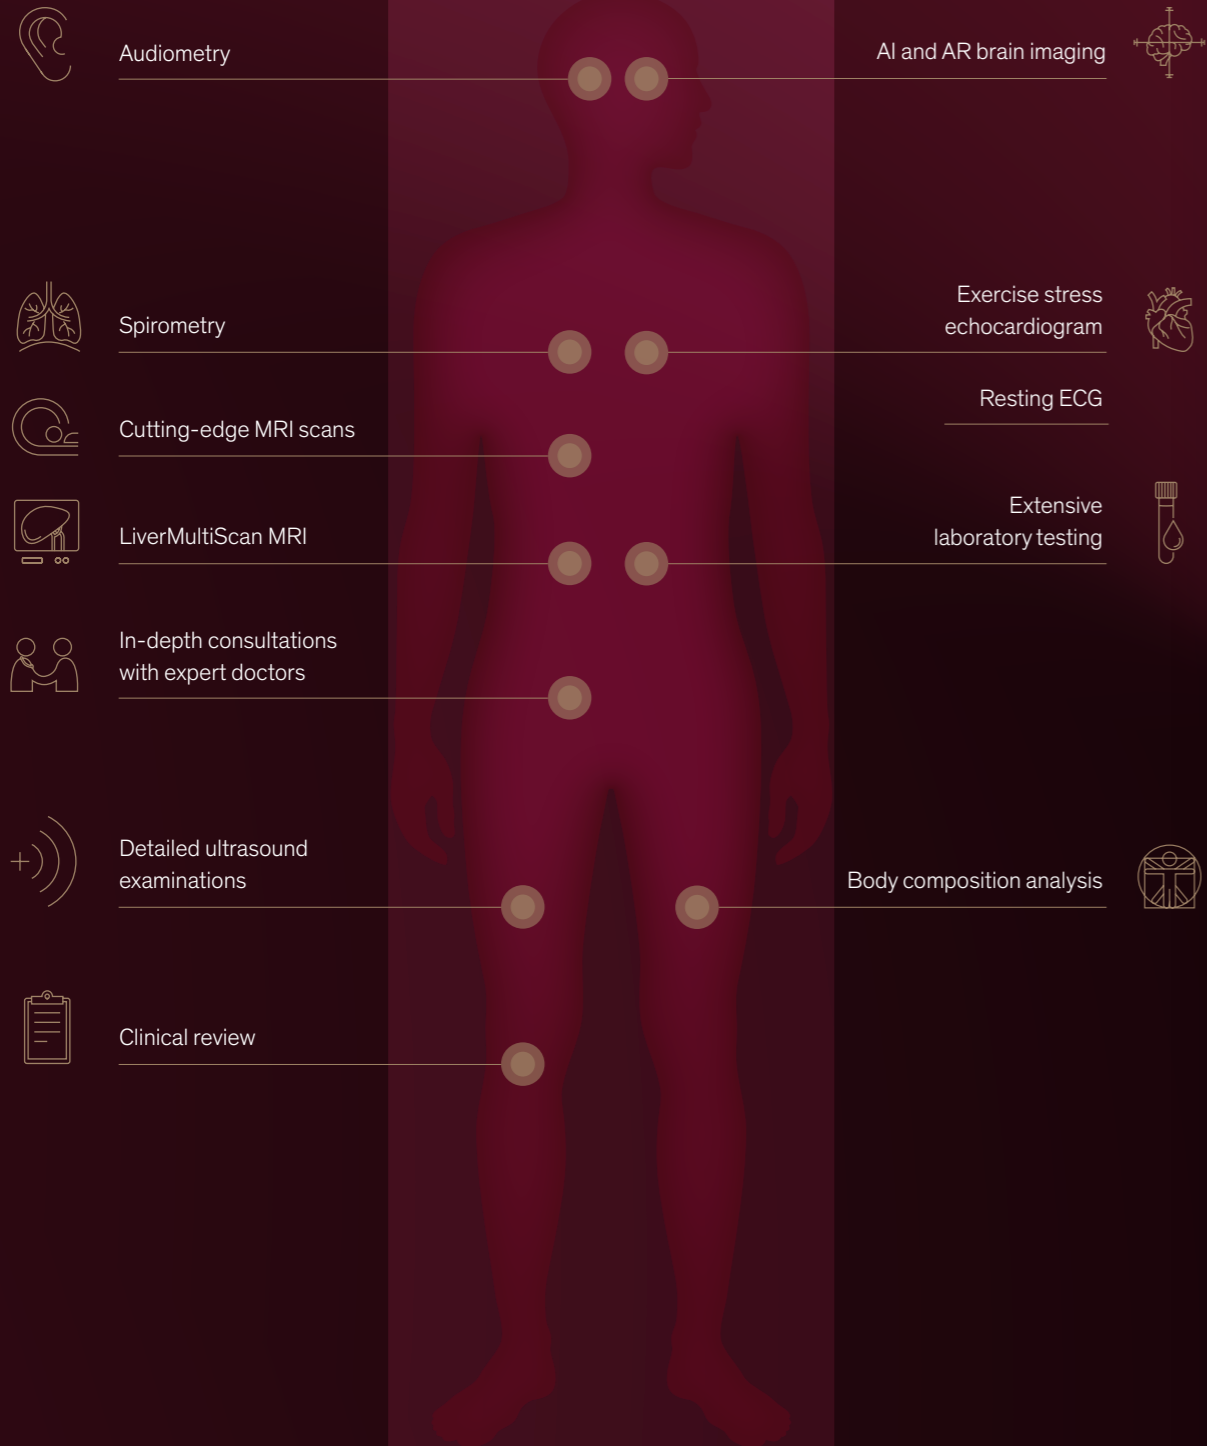 Audiometry
AI and AR brain imaging
Spirometry
Exercise stress
echocardiogram
Resting ECG
Cutting-edge MRI scans
LiverMultiScan MRI
Extensive
laboratory testing
In-depth consultations
with expert doctors
Detailed ultrasound
examinations
Body composition analysis
Clinical review